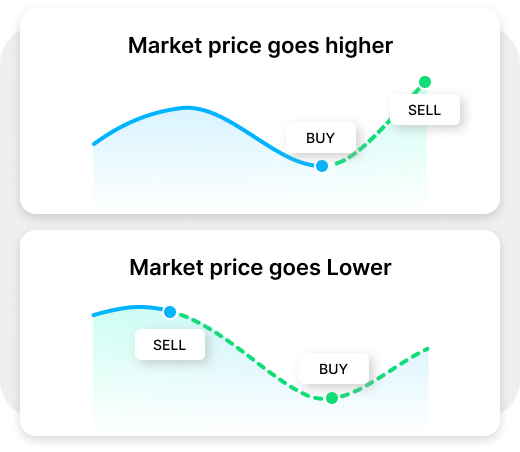 Market price goes higher
SELL
BUY
Market price goes Lower
SELL
BUY